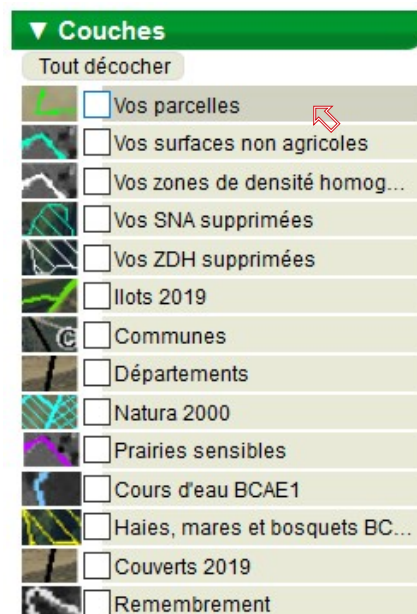 ▼ Couches
Tout décocher
Vos parcelles
Vos surfaces non agricoles
Vos zones de densité homog...
Vos SNA supprimées
Vos ZDH supprimées
Ilots 2019
© Communes
Départements
Natura 2000
Prairies sensibles
Cours d'eau BCAE1
Haies, mares et bosquets BC...
Couverts 2019
Remembrement